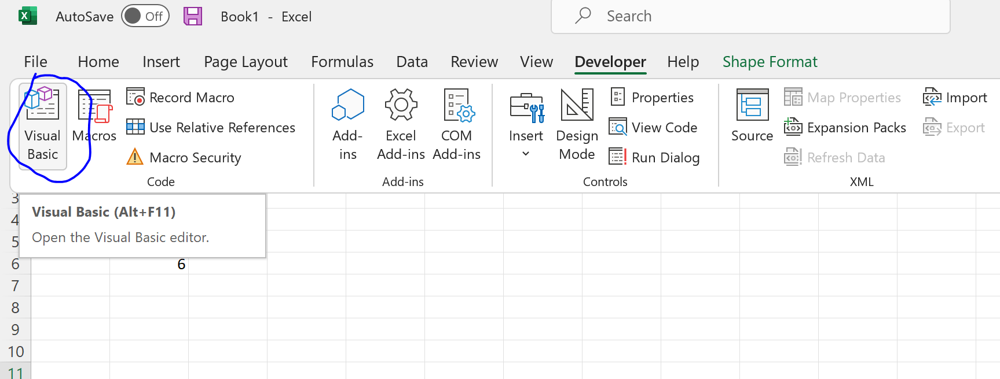 X AutoSave Off Book1 - Excel Search
File Home Insert Page Layout Formulas Data Review View Developer Help Shape Format
Visual Basic
Macros
Record Macro
Use Relative References
Macro Security
Code
Add-ins
Excel Add-ins
COM Add-ins
Add-ins
Insert
Design Mode
Properties
View Code
Run Dialog
Controls
Source
Map Properties
Expansion Packs
Refresh Data
Import
Export
XML
3
Visual Basic (Alt+F11)
4
Open the Visual Basic editor.
5
6 6
7
8
9
10
11